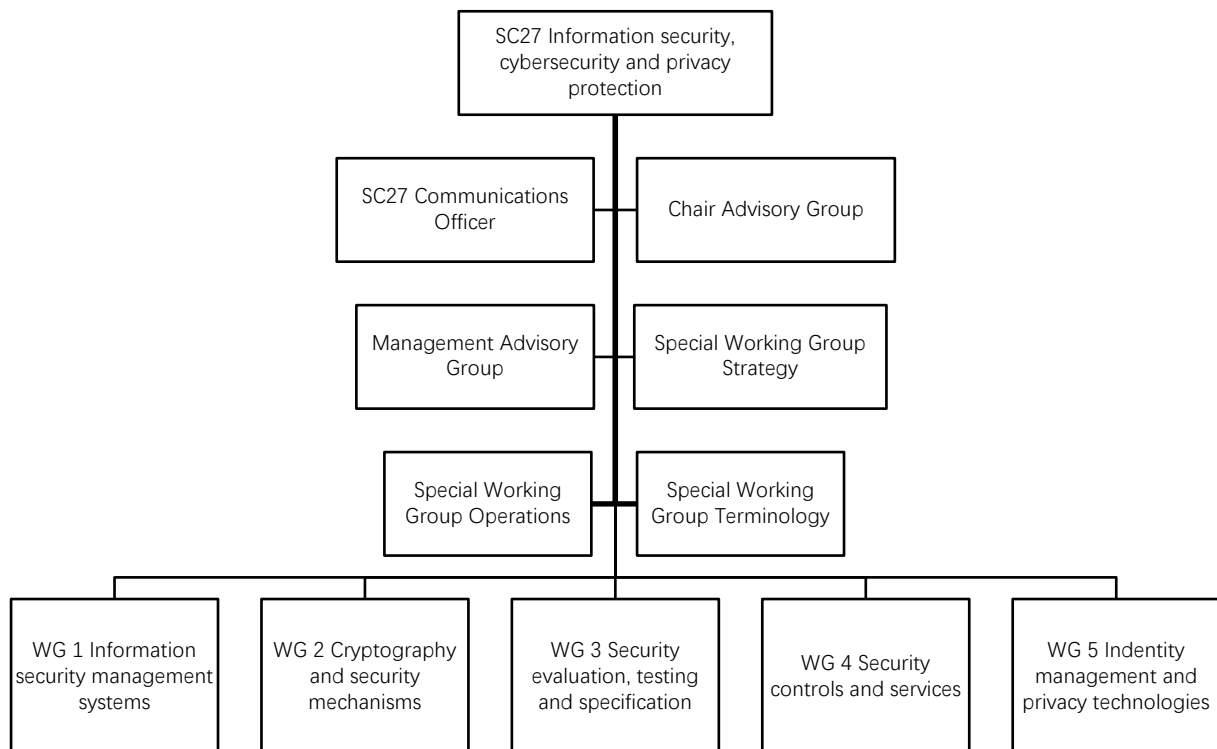 SC27 Information security,
cybersecurity and privacy
protection
SC27 Communications
Officer
Chair Advisory Group
Management Advisory
Group
Special Working Group
Strategy
Special Working
Group Operations
Special Working
Group Terminology
WG 1 Information
security management
systems
WG 2 Cryptography
and security
mechanisms
WG 3 Security
evaluation, testing
and specification
WG 4 Security
controls and services
WG 5 Indentity
management and
privacy technologies